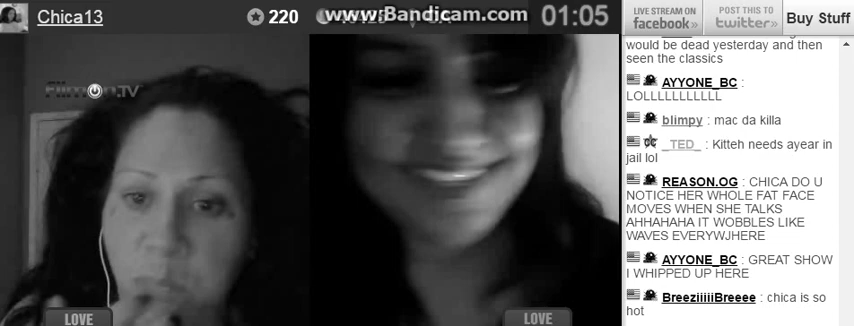 Chica13
220
www.Bandicam.com
01:05
LIVE STREAM ON
facebook»
POST THIS TO
twitter»
Buy Stuff
FilmOn.TV
would be dead yesterday and then
seen the classics
AYYONE_BC :
LOLLLLLLLLLLL
blimpy : mac da killa
_TED_ : Kitteh needs ayear in
jail lol
REASON.OG : CHICA DO U
NOTICE HER WHOLE FAT FACE
MOVES WHEN SHE TALKS
AHHAHAHA IT WOBBLES LIKE
WAVES EVERYWJHERE
AYYONE_BC : GREAT SHOW
I WHIPPED UP HERE
BreeziiiiiBreeee : chica is so
hot
LOVE
LOVE